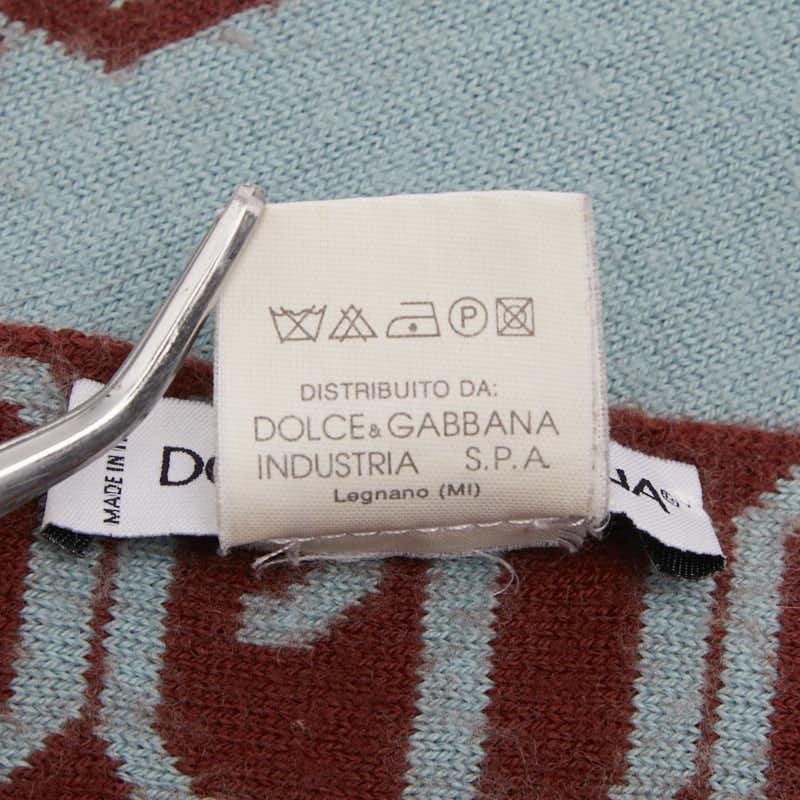 DISTRIBUITO DA:
DOLCE & GABBANA
INDUSTRIA S.P.A.
Legnano (MI)
MADE IN
P